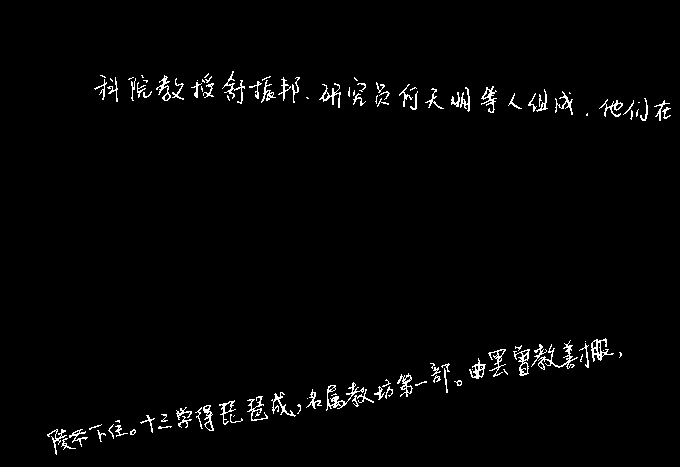 科院教授舒振邦、研究员何天明等人组成。他们在
陵下住。十三学得琵琶成，名属教坊第一部。曲罢曾教善才服，